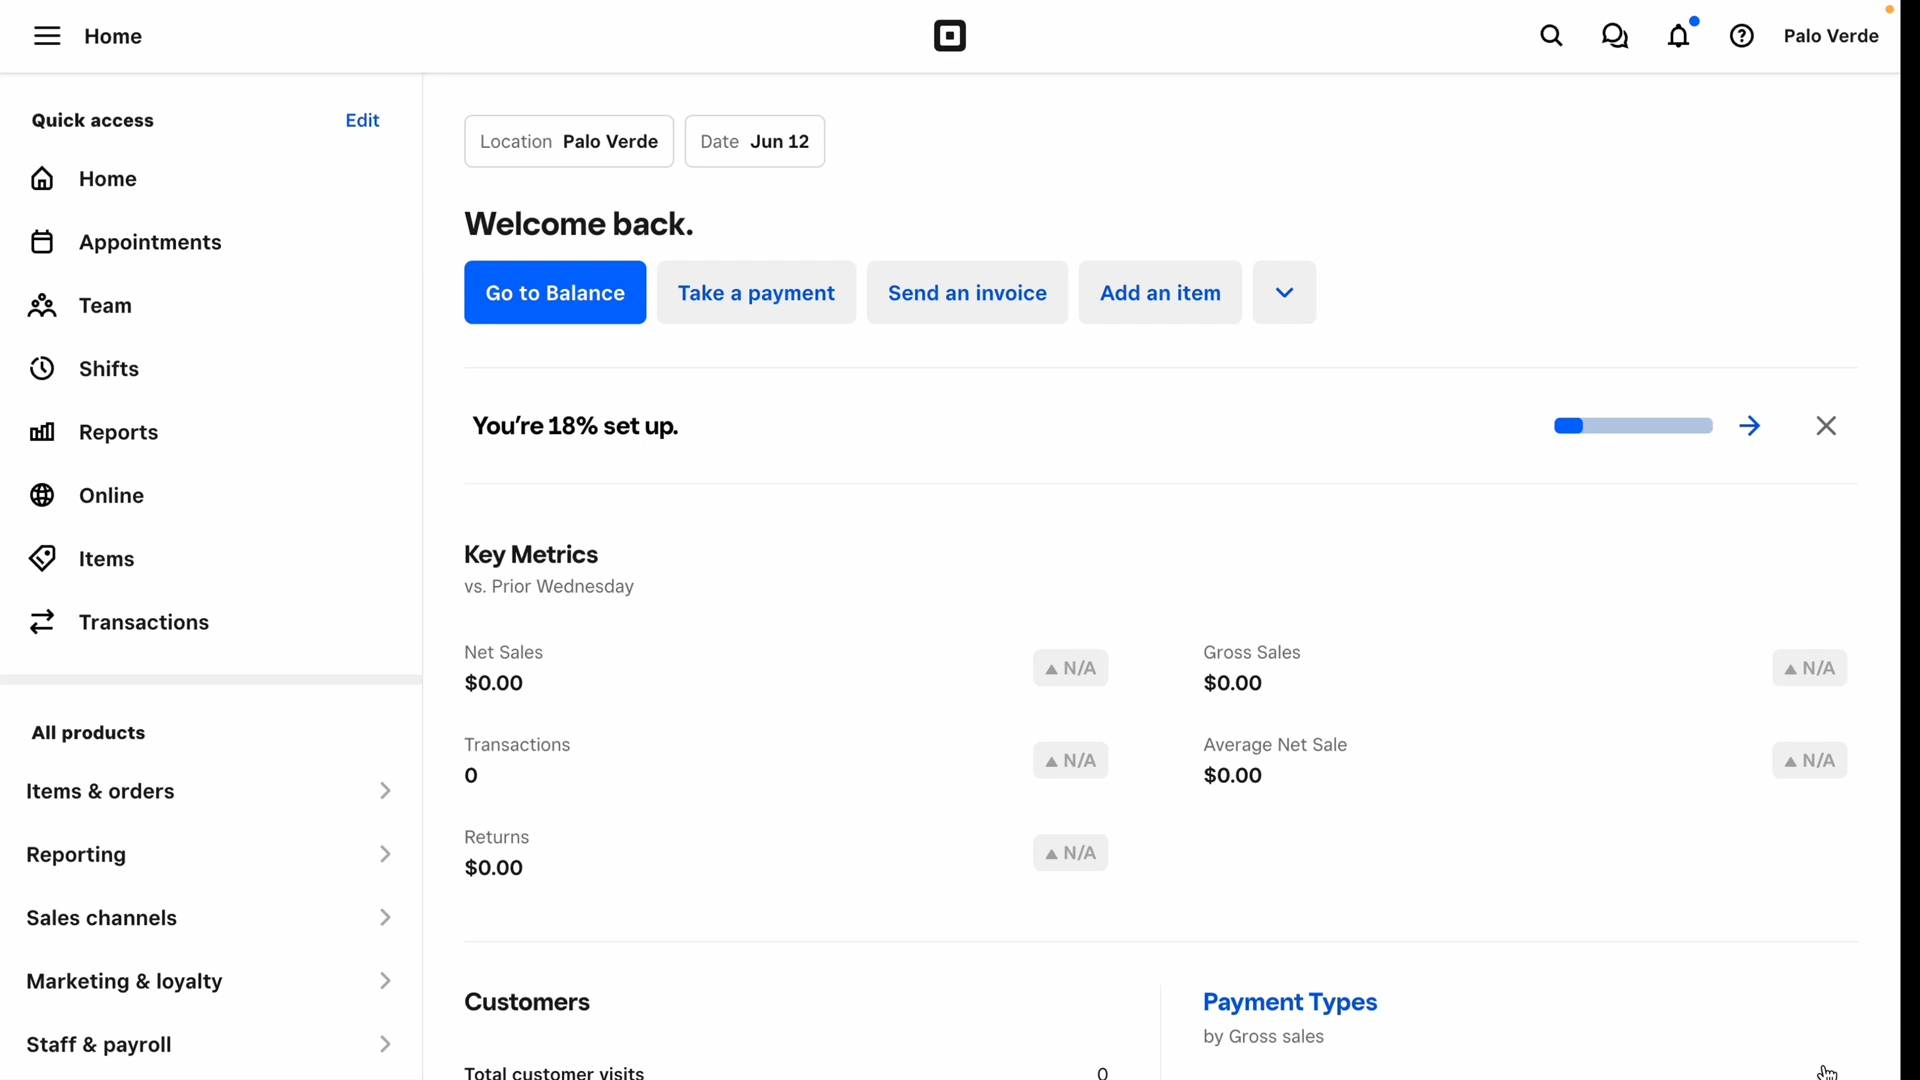 Home
Palo Verde
Quick access
Edit
Home
Appointments
Team
Shifts
Reports
Online
Items
Transactions
All products
Items & orders
Reporting
Sales channels
Marketing & loyalty
Staff & payroll
Location Palo Verde
Date Jun 12
Welcome back.
Go to Balance
Take a payment
Send an invoice
Add an item
You’re 18% set up.
Key Metrics
vs. Prior Wednesday
Net Sales
$0.00
▲ N/A
Gross Sales
$0.00
▲ N/A
Transactions
0
▲ N/A
Average Net Sale
$0.00
▲ N/A
Returns
$0.00
▲ N/A
Customers
Total customer visits 0
Payment Types
by Gross sales